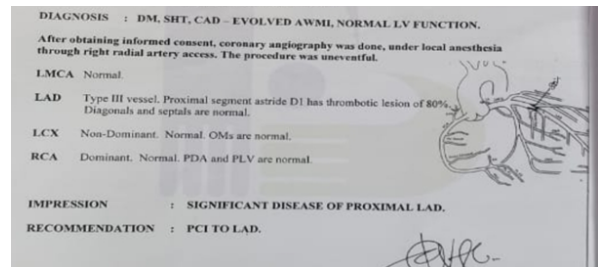 DIAGNOSIS : DM, SHT, CAD – EVOLVED AWMI, NORMAL LV FUNCTION.
After obtaining informed consent, coronary angiography was done, under local anesthesia
through right radial artery access. The procedure was uneventful.
LMCA Normal.
LAD Type III vessel. Proximal segment astride D1 has thrombotic lesion of 80%.
Diagonals and septals are normal.
LCX Non-Dominant. Normal. OMs are normal.
RCA Dominant. Normal. PDA and PLV are normal.
IMPRESSION : SIGNIFICANT DISEASE OF PROXIMAL LAD.
RECOMMENDATION : PCI TO LAD.